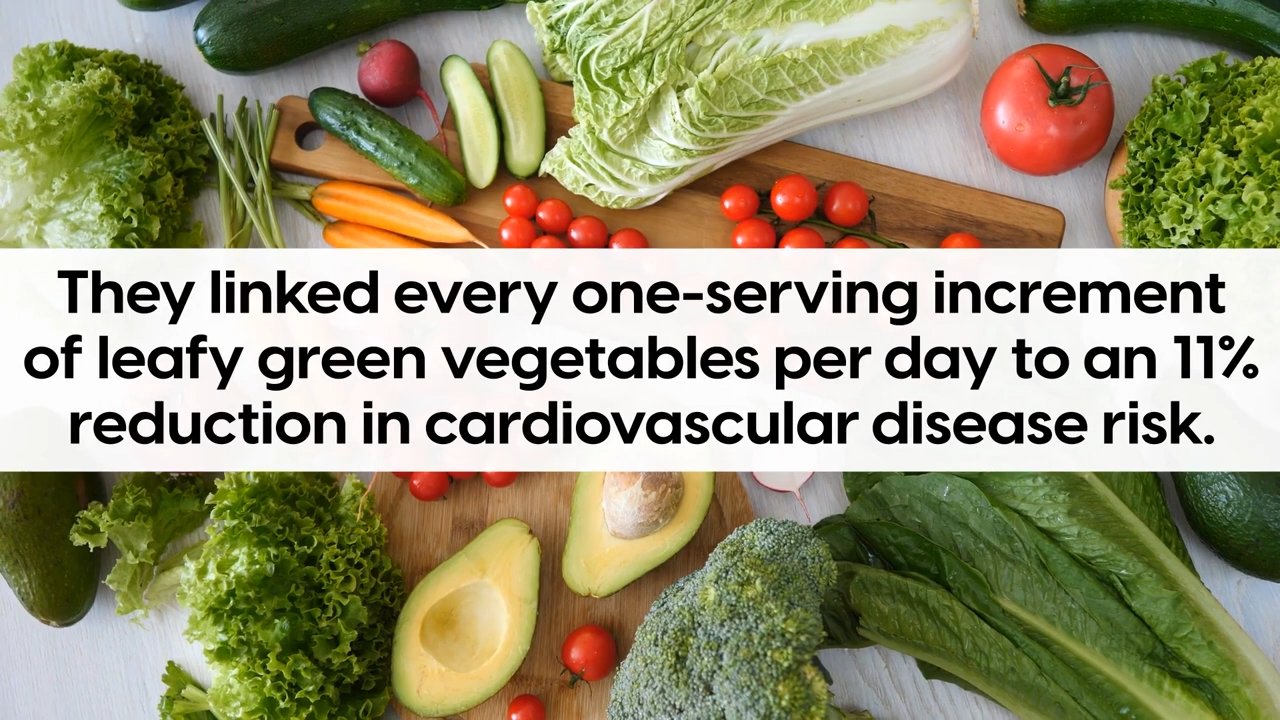 They linked every one-serving increment
of leafy green vegetables per day to an 11%
reduction in cardiovascular disease risk.